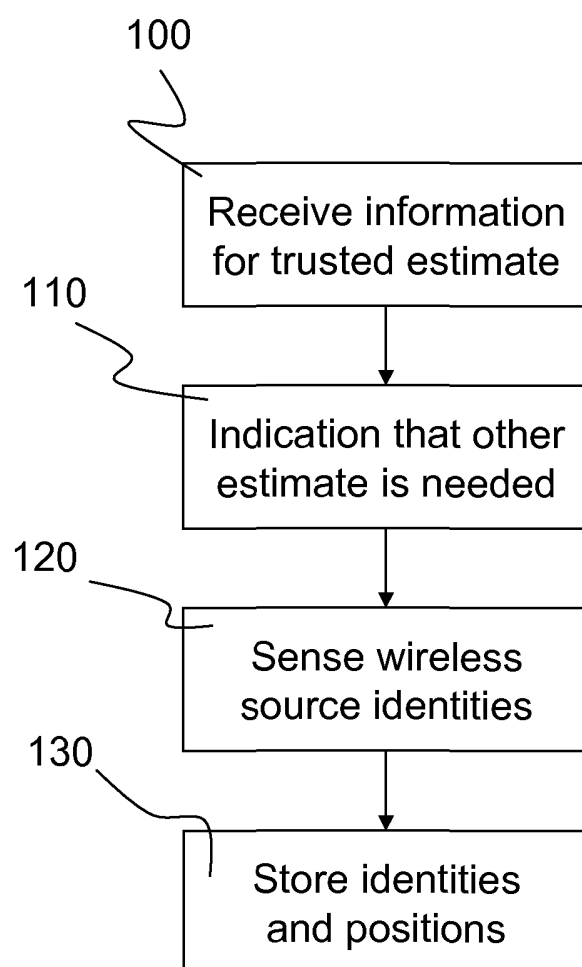 100
Receive information
for trusted estimate
110
Indication that other
estimate is needed
120
Sense wireless
source identities
130
Store identities
and positions